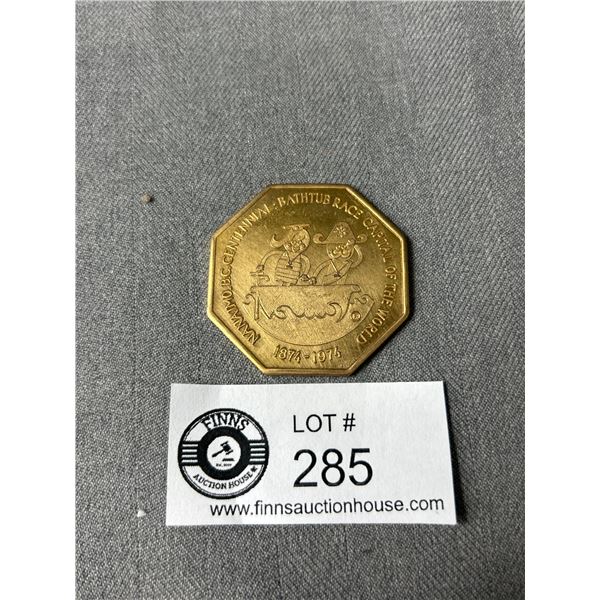 NANAIMO, B.C. CENTENNIAL - BATHTUB RACE CAPITAL OF THE WORLD
1874-1974
FINNS
AUCTION HOUSE
LOT #
285
www.finnsauctionhouse.com